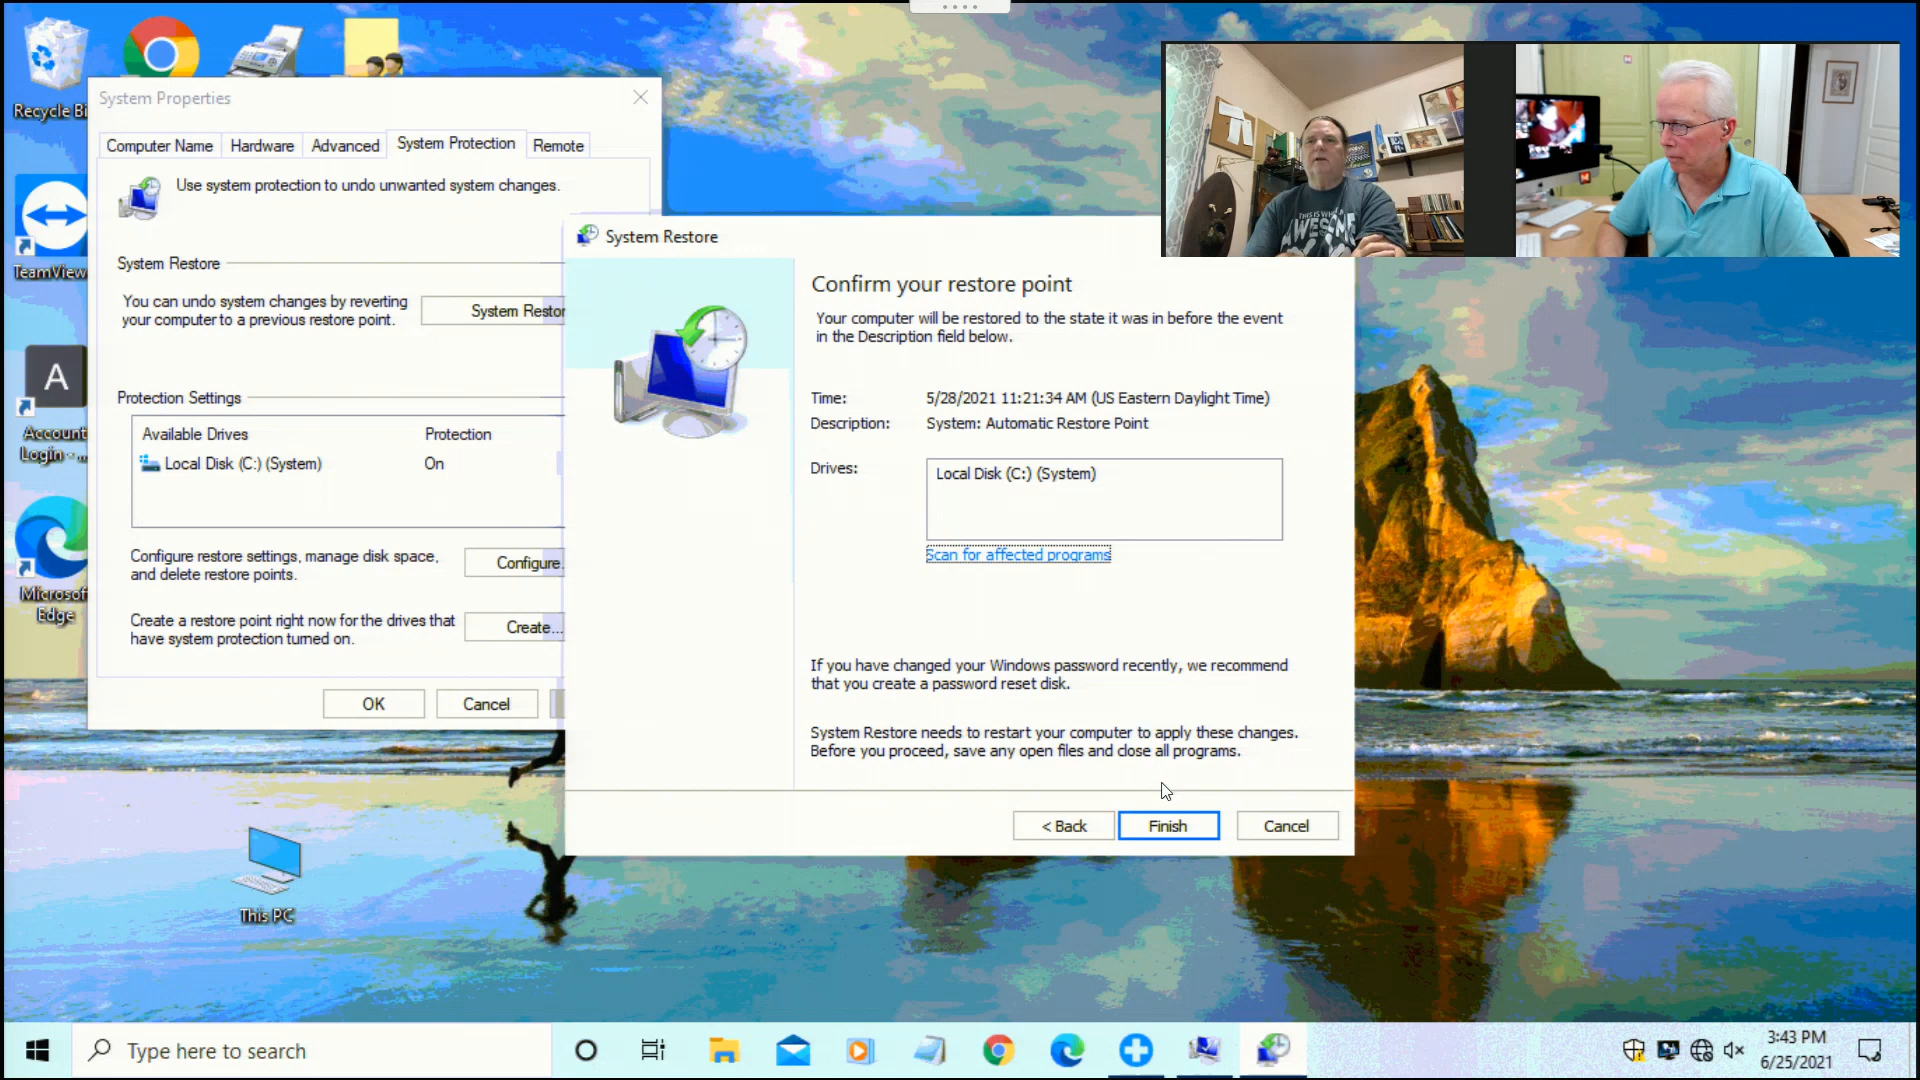 Recycle Bi
System Properties
Computer Name
Hardware
Advanced
System Protection
Remote
Use system protection to undo unwanted system changes.
System Restore
You can undo system changes by reverting
your computer to a previous restore point.
System Restor
Protection Settings
Available Drives
Protection
Local Disk (C:) (System)
On
Configure restore settings, manage disk space,
and delete restore points.
Configure.
Create a restore point right now for the drives that
have system protection turned on.
Create...
OK
Cancel
TeamView
A
Account
Login - ...
Microsof
Edge
This PC
System Restore
Confirm your restore point
Your computer will be restored to the state it was in before the event
in the Description field below.
Time:
5/28/2021 11:21:34 AM (US Eastern Daylight Time)
Description:
System: Automatic Restore Point
Drives:
Local Disk (C:) (System)
Scan for affected programs
If you have changed your Windows password recently, we recommend
that you create a password reset disk.
System Restore needs to restart your computer to apply these changes.
Before you proceed, save any open files and close all programs.
< Back
Finish
Cancel
THIS IS WH
AWESOME
Type here to search
3:43 PM
6/25/2021